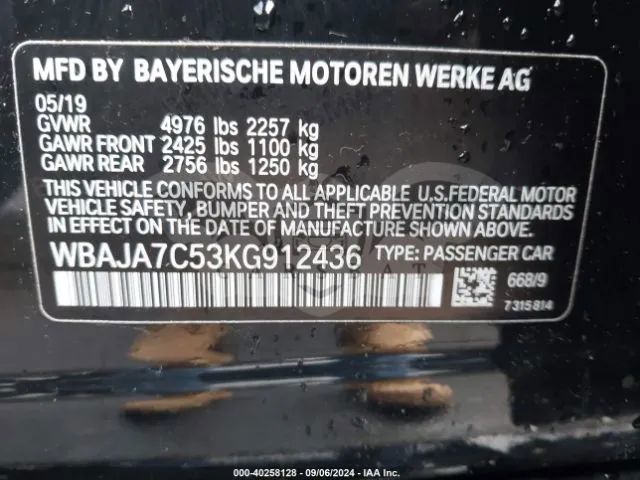 MFD BY BAYERISCHE MOTOREN WERKE AG
05/19
GVWR 4976 lbs 2257 kg
GAWR FRONT 2425 lbs 1100 kg
GAWR REAR 2756 lbs 1250 kg
THIS VEHICLE CONFORMS TO ALL APPLICABLE U.S.FEDERAL MOTOR
VEHICLE SAFETY, BUMPER AND THEFT PREVENTION STANDARDS
IN EFFECT ON THE DATE OF MANUFACTURE SHOWN ABOVE.
WBAJA7C53KG912436 TYPE: PASSENGER CAR
668/9
7315814
000-40258128 - 09/06/2024 - IAA Inc.